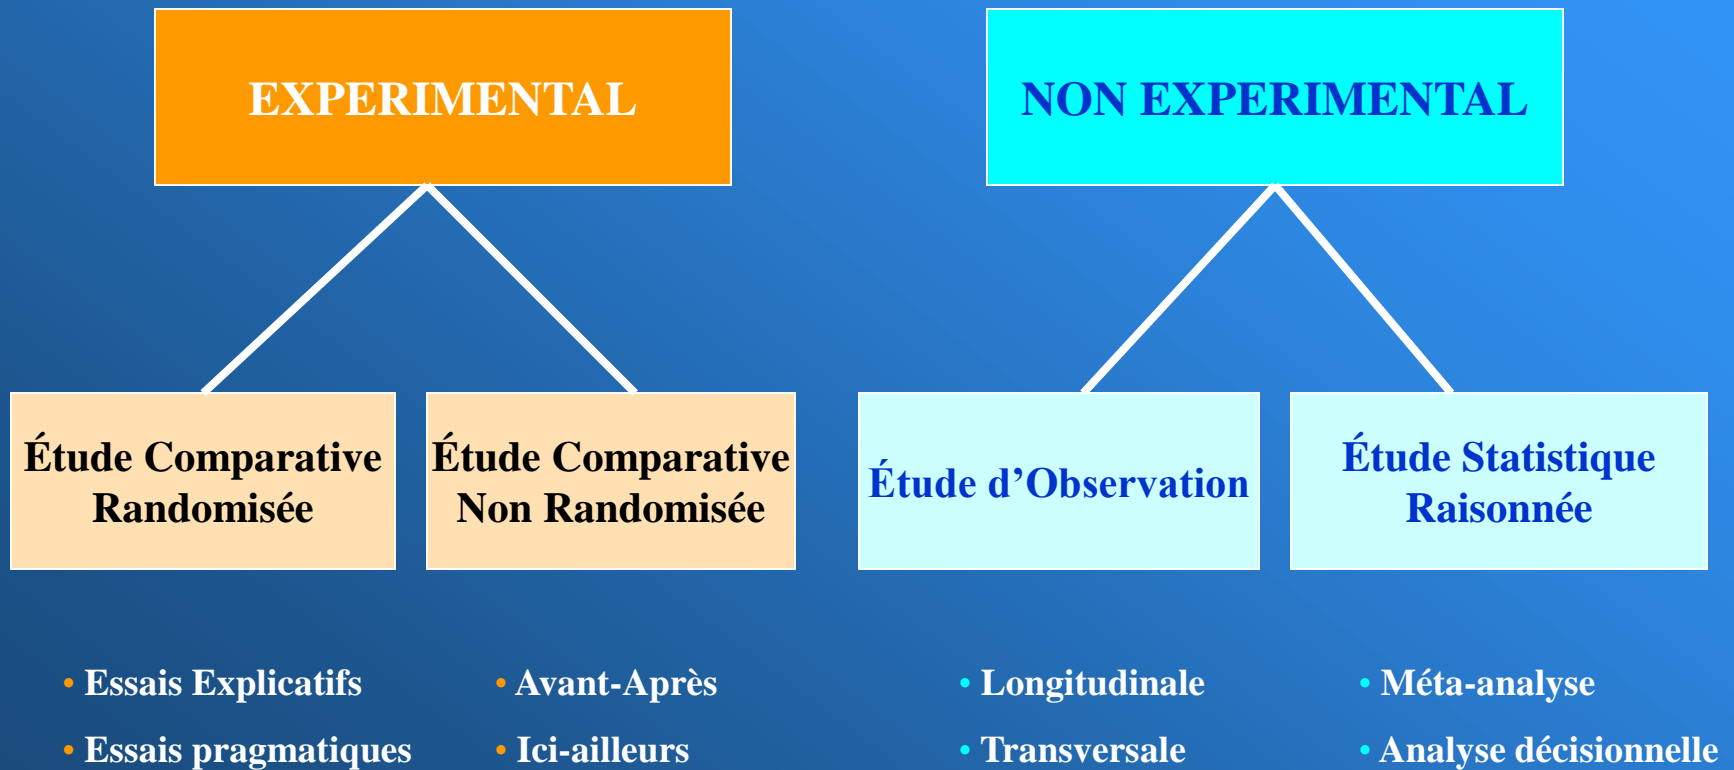 EXPERIMENTAL
NON EXPERIMENTAL
Étude Comparative
Randomisée
Étude Comparative
Non Randomisée
Étude d’Observation
Étude Statistique
Raisonnée
• Essais Explicatifs
• Essais pragmatiques
• Avant-Après
• Ici-ailleurs
• Longitudinale
• Transversale
• Méta-analyse
• Analyse décisionnelle